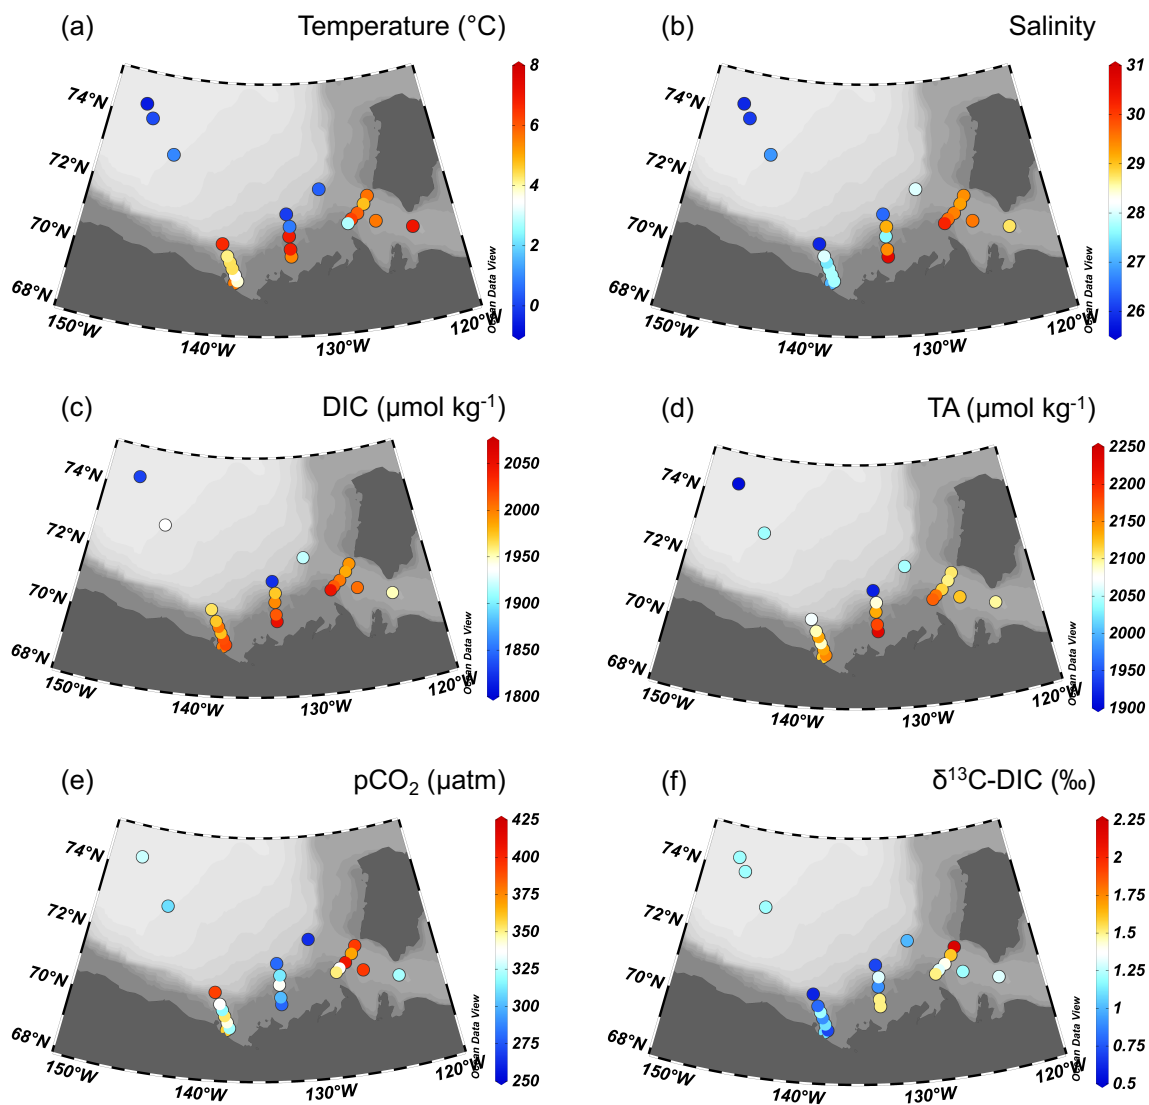 (a) Temperature (°C)
8
6
4
2
0
74°N
72°N
70°N
68°N
150°W
140°W
130°W
120°W
Ocean Data View
(b) Salinity
31
30
29
28
27
26
74°N
72°N
70°N
68°N
150°W
140°W
130°W
120°W
Ocean Data View
(c) DIC (µmol kg⁻¹)
2050
2000
1950
1900
1850
1800
74°N
72°N
70°N
68°N
150°W
140°W
130°W
120°W
Ocean Data View
(d) TA (µmol kg⁻¹)
2250
2200
2150
2100
2050
2000
1950
1900
74°N
72°N
70°N
68°N
150°W
140°W
130°W
120°W
Ocean Data View
(e) pCO₂ (µatm)
425
400
375
350
325
300
275
250
74°N
72°N
70°N
68°N
150°W
140°W
130°W
120°W
Ocean Data View
(f) δ¹³C-DIC (‰)
2.25
2
1.75
1.5
1.25
1
0.75
0.5
74°N
72°N
70°N
68°N
150°W
140°W
130°W
120°W
Ocean Data View